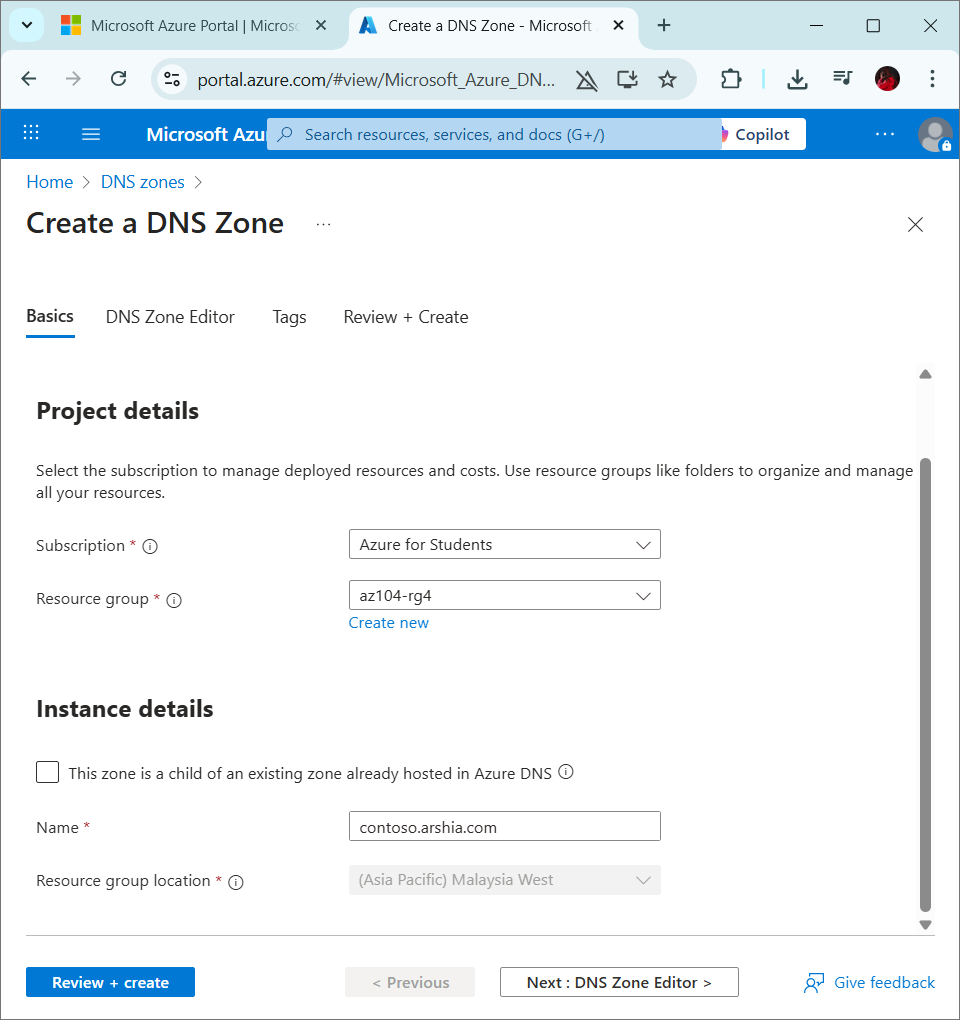 Microsoft Azure Portal | Microso
Create a DNS Zone - Microsoft
portal.azure.com/#view/Microsoft_Azure_DN...
Microsoft Azu
Search resources, services, and docs (G+/)
Copilot
Home > DNS zones >
Create a DNS Zone ...
Basics
DNS Zone Editor
Tags
Review + Create
Project details
Select the subscription to manage deployed resources and costs. Use resource groups like folders to organize and manage
all your resources.
Subscription *
Azure for Students
Resource group *
az104-rg4
Create new
Instance details
This zone is a child of an existing zone already hosted in Azure DNS
Name *
contoso.arshia.com
Resource group location *
(Asia Pacific) Malaysia West
Review + create
< Previous
Next : DNS Zone Editor >
Give feedback